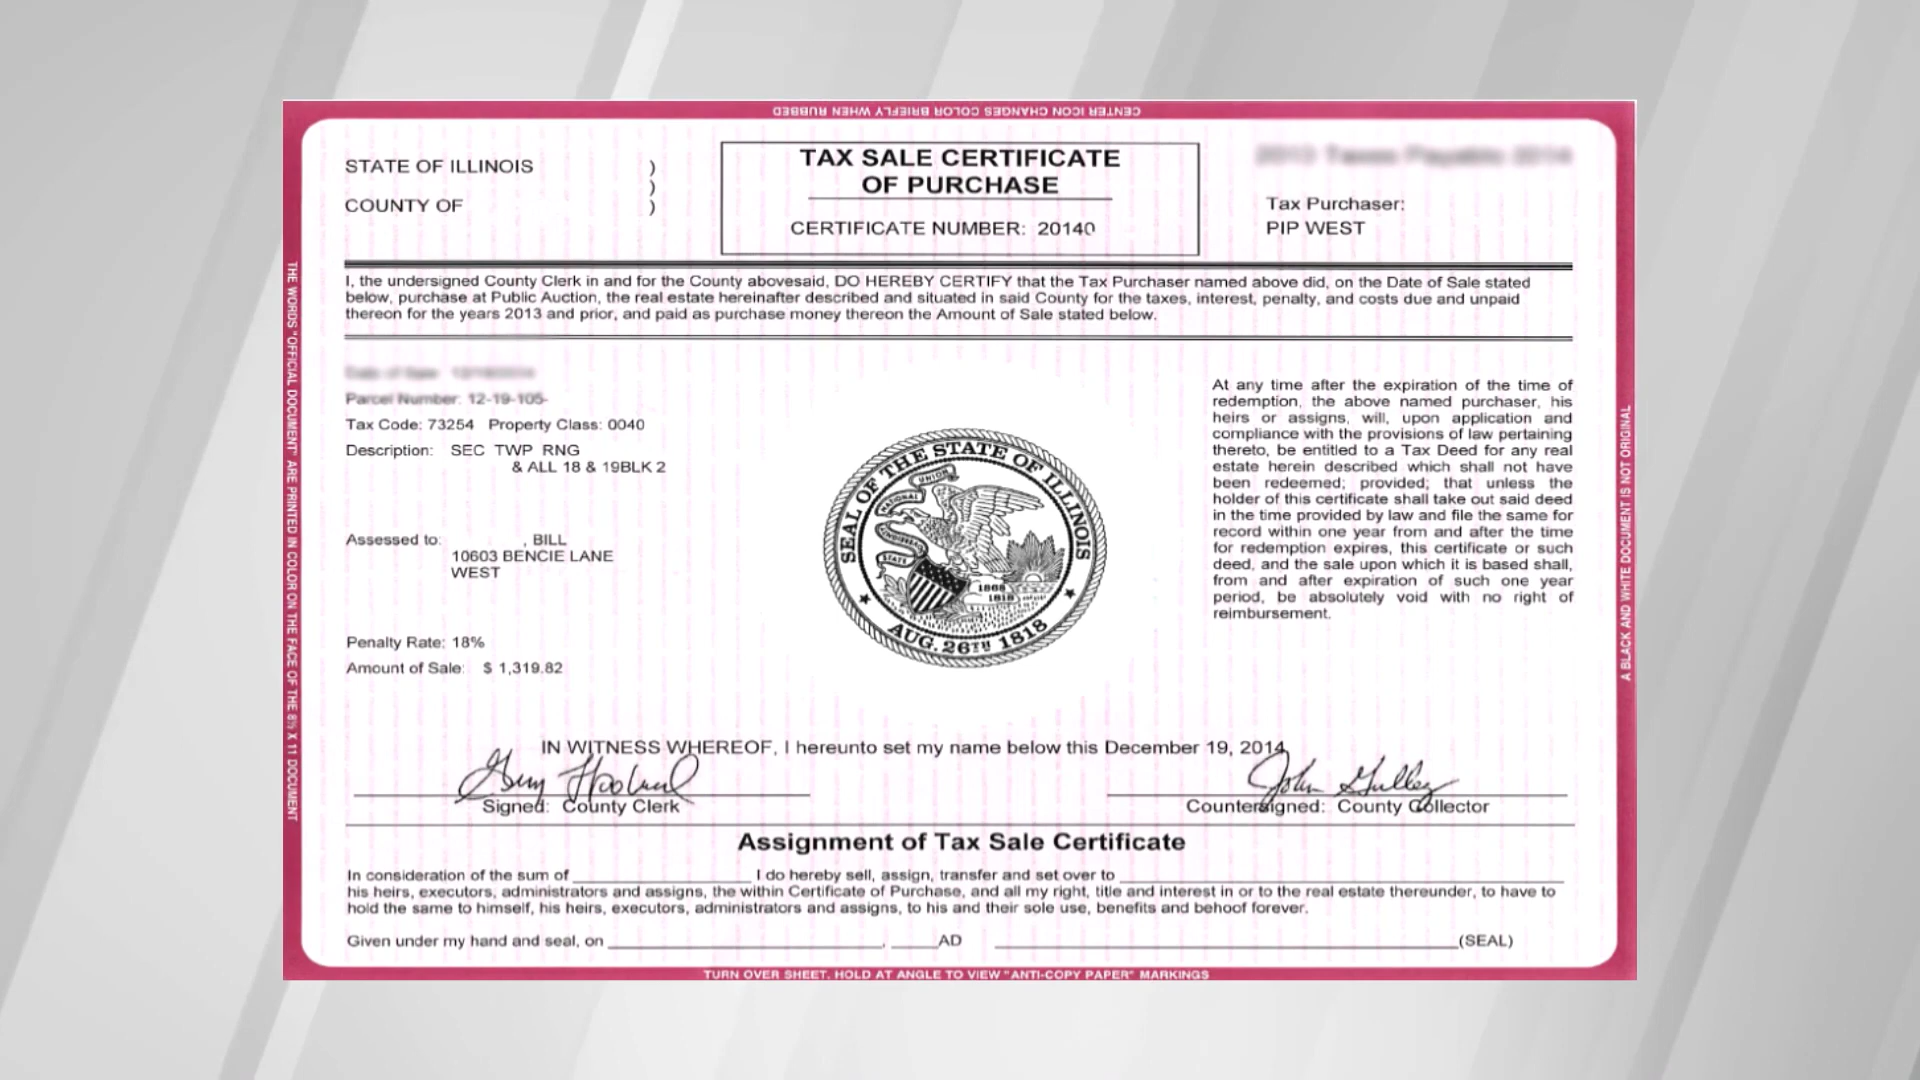 CENTER ICON CHANGES COLOR BRIEFLY WHEN RUBBED
STATE OF ILLINOIS )
)
COUNTY OF )
TAX SALE CERTIFICATE
OF PURCHASE
CERTIFICATE NUMBER: 20140
Tax Purchaser:
PIP WEST
I, the undersigned County Clerk in and for the County abovesaid, DO HEREBY CERTIFY that the Tax Purchaser named above did, on the Date of Sale stated
below, purchase at Public Auction, the real estate hereinafter described and situated in said County for the taxes, interest, penalty, and costs due and unpaid
thereon for the years 2013 and prior, and paid as purchase money thereon the Amount of Sale stated below.
Parcel Number: 12-19-105-
Tax Code: 73254 Property Class: 0040
Description: SEC TWP RNG
& ALL 18 & 19BLK 2
Assessed to: , BILL
10603 BENCIE LANE
WEST
Penalty Rate: 18%
Amount of Sale: $ 1,319.82
SEAL OF THE STATE OF ILLINOIS
NATIONAL
UNION
STATE
1868
1818
AUG. 26TH 1818
At any time after the expiration of the time of
redemption, the above named purchaser, his
heirs or assigns, will, upon application and
compliance with the provisions of law pertaining
thereto, be entitled to a Tax Deed for any real
estate herein described which shall not have
been redeemed; provided; that unless the
holder of this certificate shall take out said deed
in the time provided by law and file the same for
record within one year from and after the time
for redemption expires, this certificate or such
deed, and the sale upon which it is based shall,
from and after expiration of such one year
period, be absolutely void with no right of
reimbursement.
IN WITNESS WHEREOF, I hereunto set my name below this December 19, 2014
John Gulley
Signed: County Clerk
Countersigned: County Collector
Assignment of Tax Sale Certificate
In consideration of the sum of I do hereby sell, assign, transfer and set over to
his heirs, executors, administrators and assigns, the within Certificate of Purchase, and all my right, title and interest in or to the real estate thereunder, to have to
hold the same to himself, his heirs, executors, administrators and assigns, to his and their sole use, benefits and behoof forever.
Given under my hand and seal, on , AD (SEAL)
TURN OVER SHEET. HOLD AT ANGLE TO VIEW "ANTI-COPY PAPER" MARKINGS
THE WORDS "OFFICIAL DOCUMENT" ARE PRINTED IN COLOR ON THE FACE OF THE 8½ X 11 DOCUMENT
A BLACK AND WHITE DOCUMENT IS NOT ORIGINAL